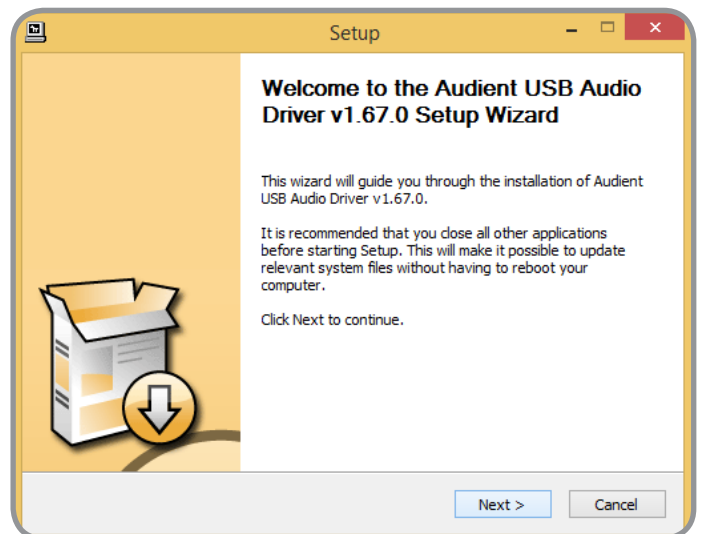 Setup
Welcome to the Audient USB Audio
Driver v1.67.0 Setup Wizard
This wizard will guide you through the installation of Audient
USB Audio Driver v1.67.0.
It is recommended that you close all other applications
before starting Setup. This will make it possible to update
relevant system files without having to reboot your
computer.
Click Next to continue.
Next >
Cancel